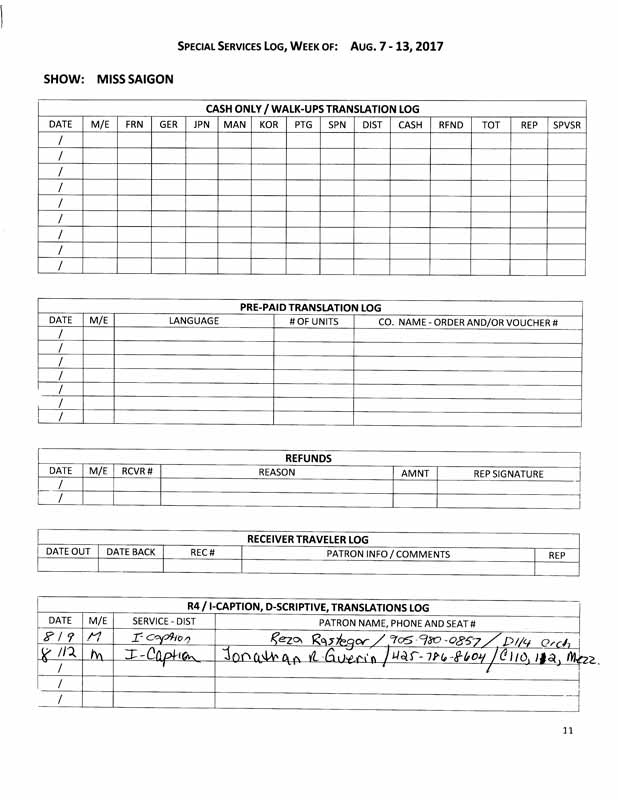 SPECIAL SERVICES LOG, WEEK OF: AUG. 7 - 13, 2017
SHOW: MISS SAIGON
CASH ONLY / WALK-UPS TRANSLATION LOG
DATE M/E FRN GER JPN MAN KOR PTG SPN DIST CASH RFND TOT REP SPVSR
/
/
/
/
/
/
/
/
/
PRE-PAID TRANSLATION LOG
DATE M/E LANGUAGE # OF UNITS CO. NAME - ORDER AND/OR VOUCHER #
/
/
/
/
/
/
/
REFUNDS
DATE M/E RCVR # REASON AMNT REP SIGNATURE
/
/
RECEIVER TRAVELER LOG
DATE OUT DATE BACK REC # PATRON INFO / COMMENTS REP
R4 / I-CAPTION, D-SCRIPTIVE, TRANSLATIONS LOG
DATE M/E SERVICE - DIST PATRON NAME, PHONE AND SEAT #
8 / 9 M I-caption Reza Rastegar / 905-980-0857 / D114 orch
8 / 12 M I-Caption Jonathan R Guerin / 425-786-8604 / C110, 112, Mezz.
/
/
/
11